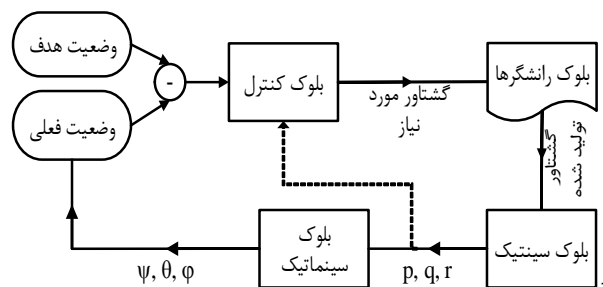 وضعیت هدف
-
وضعیت فعلی
بلوک کنترل
گشتاور مورد
نیاز
بلوک رانشگرها
گشتاور
تولید شده
بلوک سینتیک
p, q, r
بلوک
سینماتیک
ψ, θ, φ